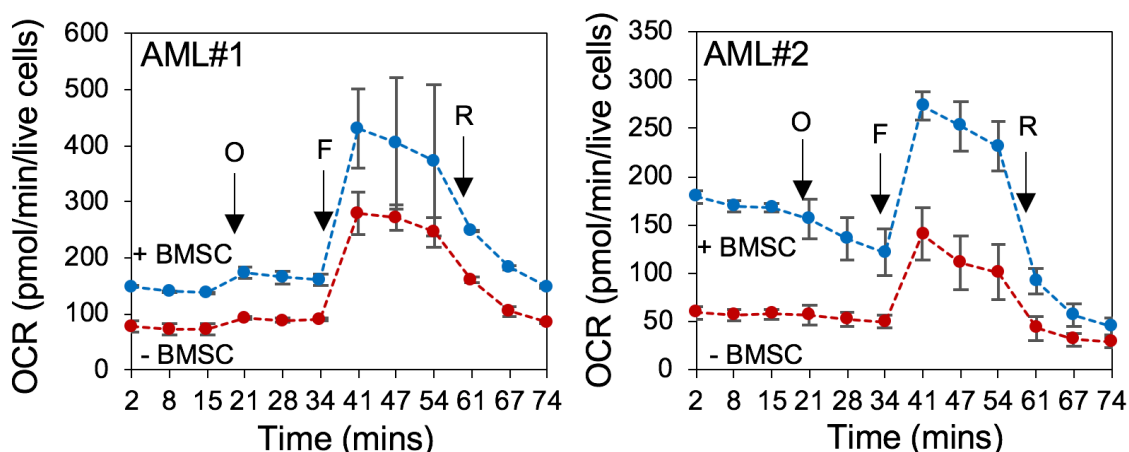 AML#1
OCR (pmol/min/live cells)
600
500
400
300
200
100
0
O
F
R
+ BMSC
- BMSC
2 8 15 21 28 34 41 47 54 61 67 74
Time (mins)
AML#2
OCR (pmol/min/live cells)
350
300
250
200
150
100
50
0
O
F
R
+ BMSC
- BMSC
2 8 15 21 28 34 41 47 54 61 67 74
Time (mins)